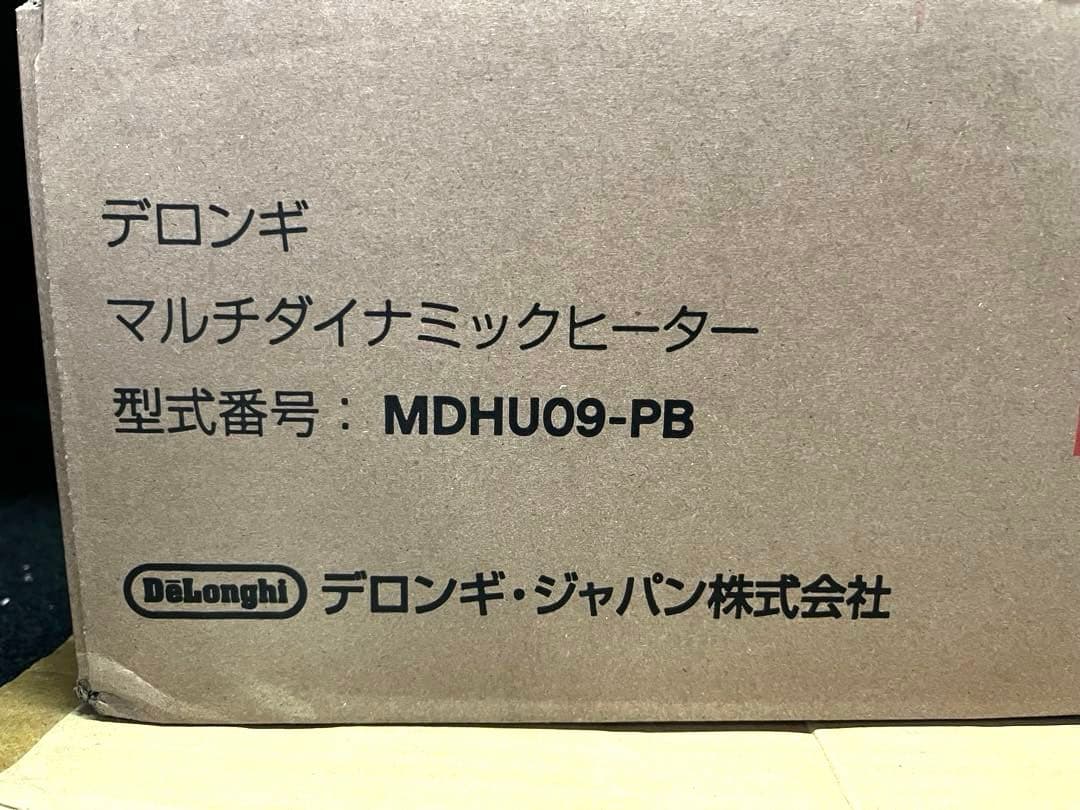 デロンギ
マルチダイナミックヒーター
型式番号： MDHU09-PB
DēLonghi デロンギ・ジャパン株式会社